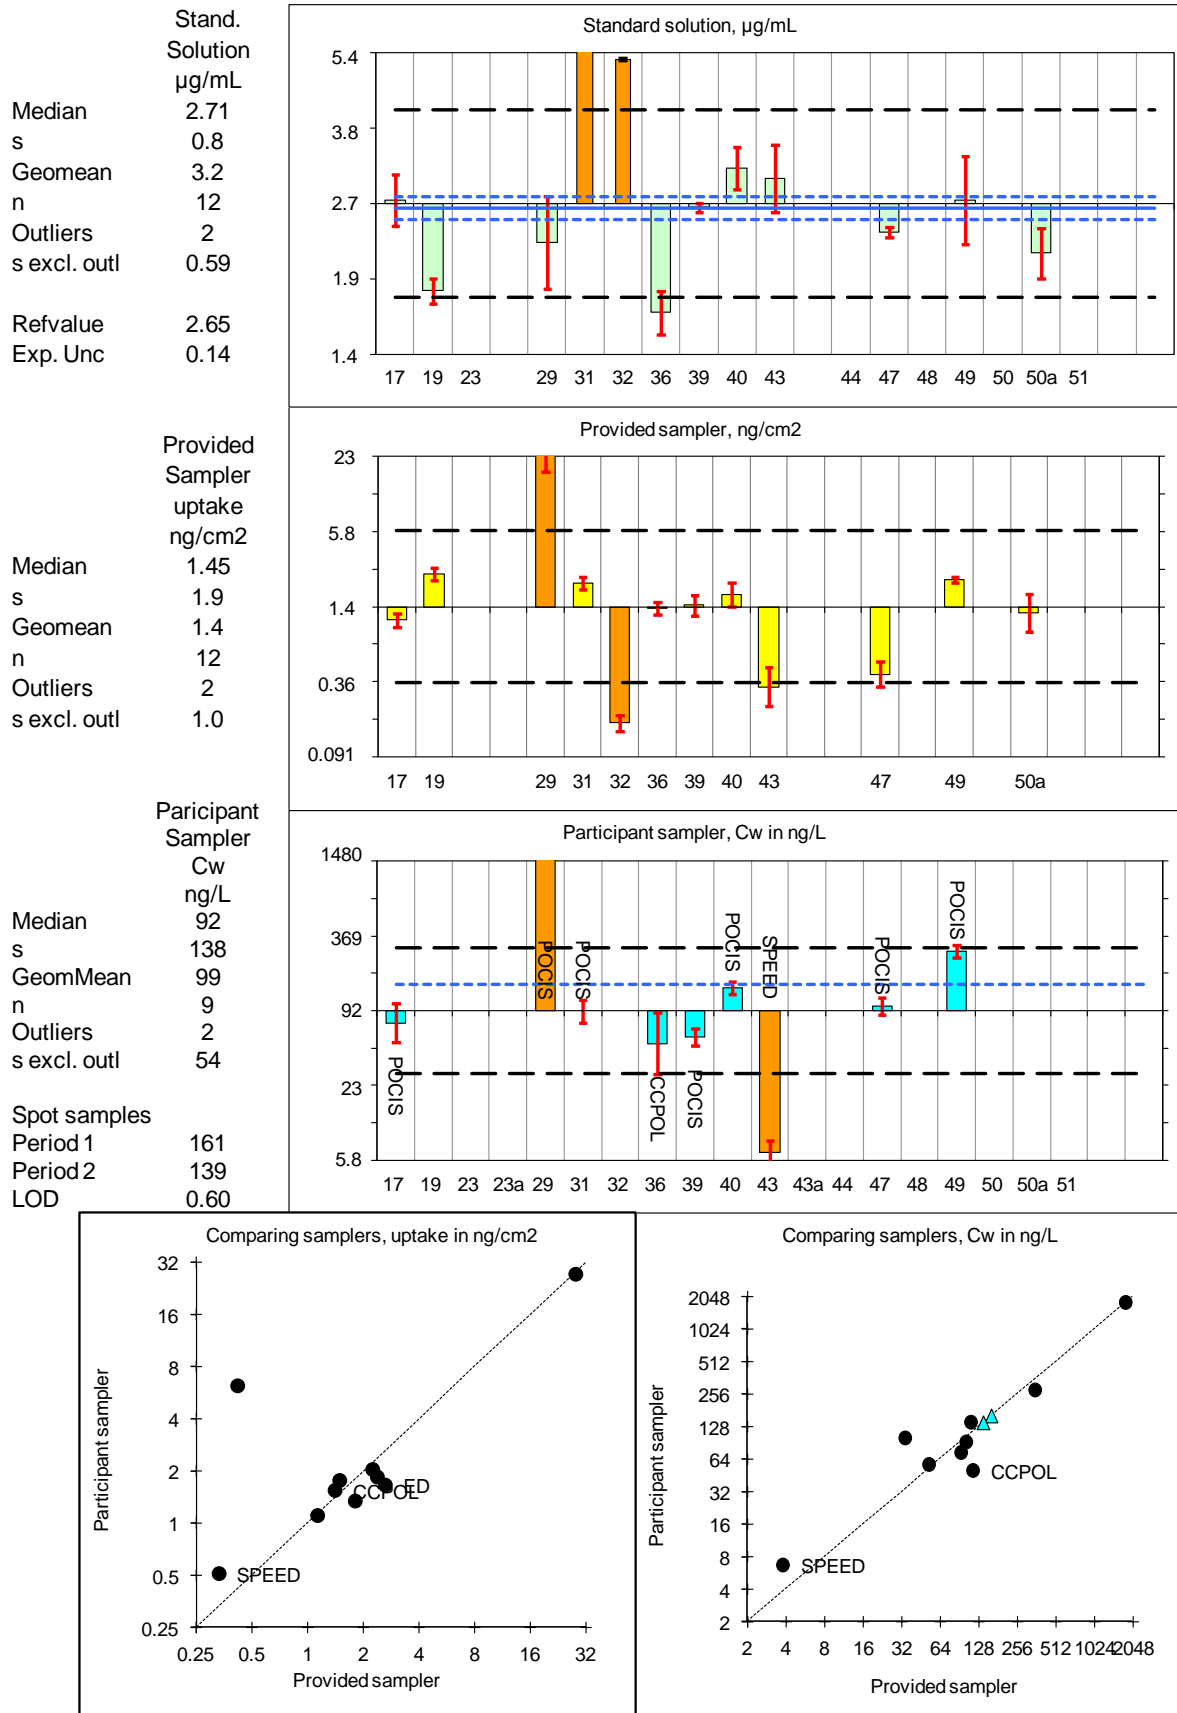 Stand.
Solution
µg/mL
Median 2.71
s 0.8
Geomean 3.2
n 12
Outliers 2
s excl. outl 0.59
Refvalue 2.65
Exp. Unc 0.14
Standard solution, µg/mL
5.4
3.8
2.7
1.9
1.4
17 19 23 29 31 32 36 39 40 43 44 47 48 49 50 50a 51
Provided
Sampler
uptake
ng/cm2
Median 1.45
s 1.9
Geomean 1.4
n 12
Outliers 2
s excl. outl 1.0
Provided sampler, ng/cm2
23
5.8
1.4
0.36
0.091
17 19 29 31 32 36 39 40 43 47 49 50a
Paricipant
Sampler
Cw
ng/L
Median 92
s 138
GeomMean 99
n 9
Outliers 2
s excl. outl 54
Spot samples
Period 1 161
Period 2 139
LOD 0.60
Participant sampler, Cw in ng/L
1480
369
92
23
5.8
POCIS
POCIS
POCIS
CCPOL
POCIS
POCIS
SPEED
POCIS
POCIS
17 19 23 23a 29 31 32 36 39 40 43 43a 44 47 48 49 50 50a 51
Comparing samplers, uptake in ng/cm2
Participant sampler
32
16
8
4
2
1
0.5
0.25
ED
CCPOL
SPEED
0.25 0.5 1 2 4 8 16 32
Provided sampler
Comparing samplers, Cw in ng/L
Participant sampler
2048
1024
512
256
128
64
32
16
8
4
2
CCPOL
SPEED
2 4 8 16 32 64 128 256 512 1024 2048
Provided sampler